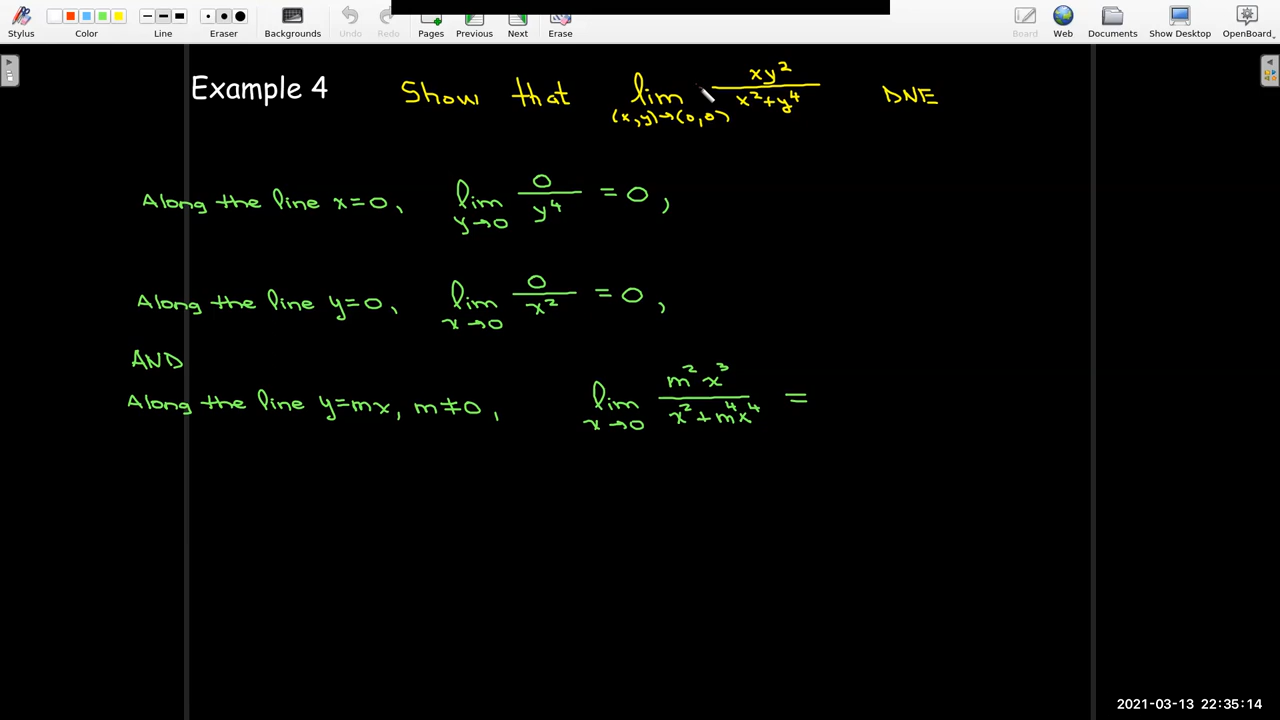 Stylus Color Line Eraser Backgrounds Undo Redo Pages Previous Next Erase Board Web Documents Show Desktop OpenBoard
Example 4 Show that lim (x,y)→(0,0) xy²/(x²+y⁴) DNE
Along the line x=0, lim y→0 0/y⁴ = 0,
Along the line y=0, lim x→0 0/x² = 0,
AND
Along the line y=mx, m≠0, lim x→0 m²x³/(x²+m⁴x⁴) =
2021-03-13 22:35:14